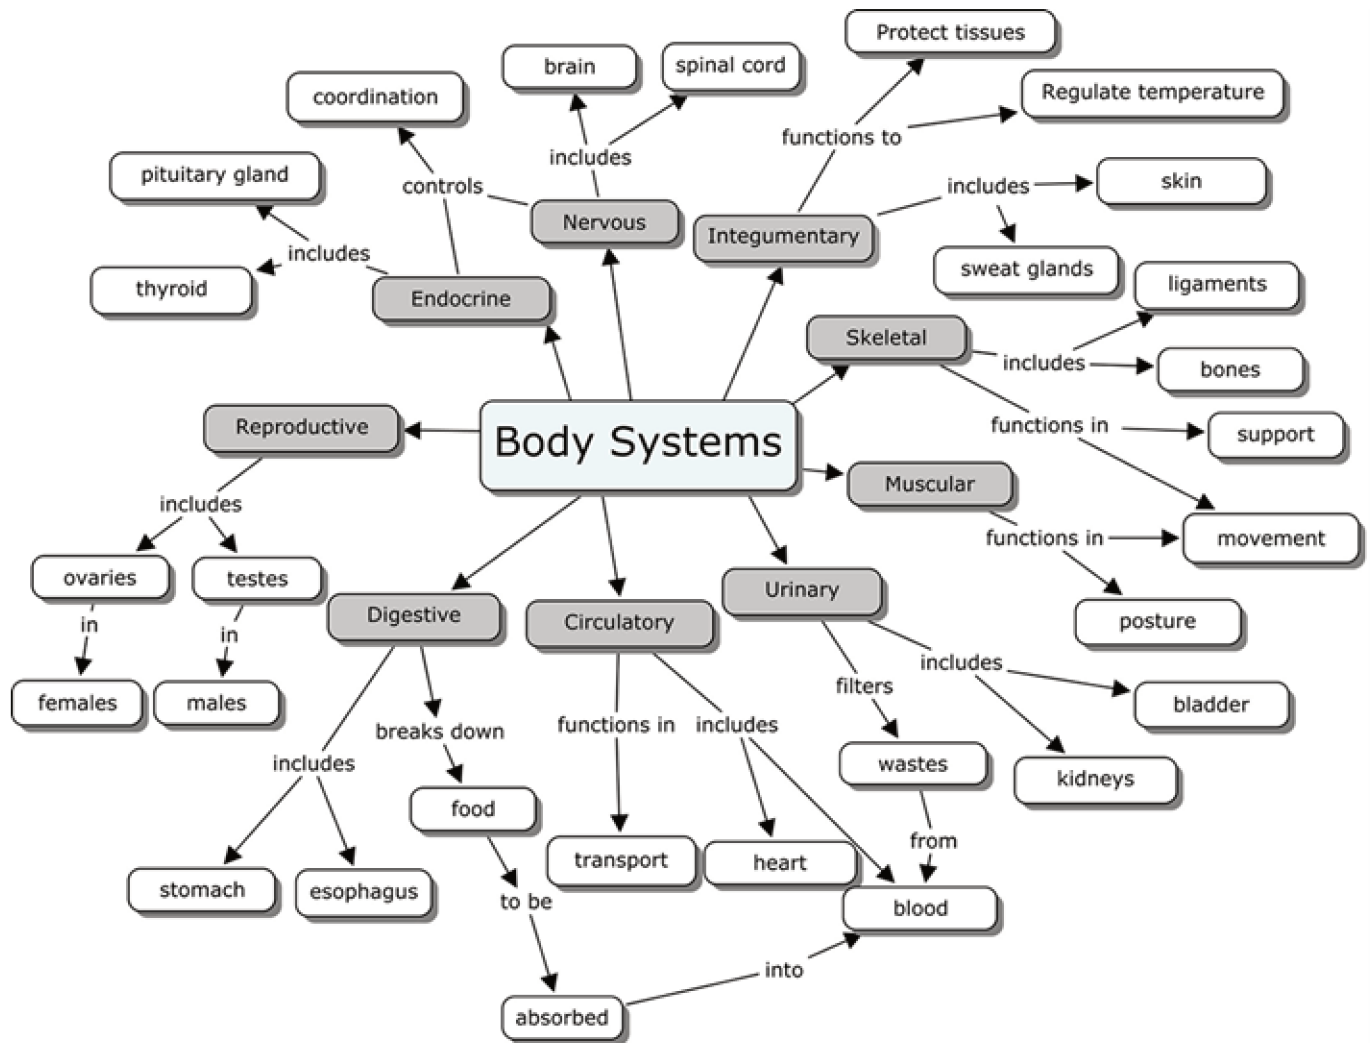 Protect tissues
brain
spinal cord
Regulate temperature
coordination
functions to
includes
pituitary gland
controls
includes
skin
Nervous
Integumentary
includes
sweat glands
ligaments
thyroid
Endocrine
Skeletal
includes
bones
Reproductive
Body Systems
functions in
support
Muscular
includes
functions in
movement
ovaries
testes
Digestive
Circulatory
Urinary
posture
in
in
includes
females
males
filters
bladder
breaks down
functions in
includes
includes
wastes
kidneys
food
from
transport
heart
stomach
esophagus
to be
blood
into
absorbed